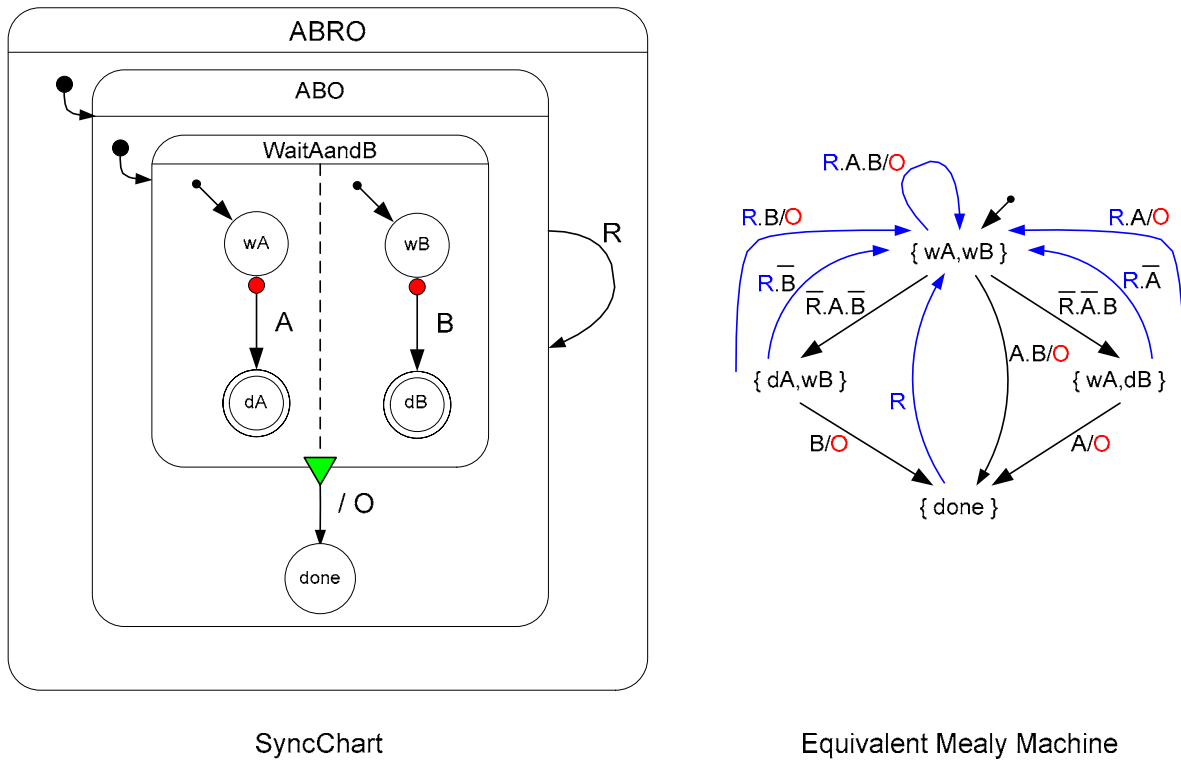 ABRO
ABO
WaitAandB
wA
wB
R
A
B
dA
dB
/ O
done
SyncChart
R.A.B/O
R.B/O
R.A/O
{ wA,wB }
R.B̅
R.A̅
R̅.A.B̅
R̅.A̅.B
A.B/O
{ dA,wB }
{ wA,dB }
R
B/O
A/O
{ done }
Equivalent Mealy Machine